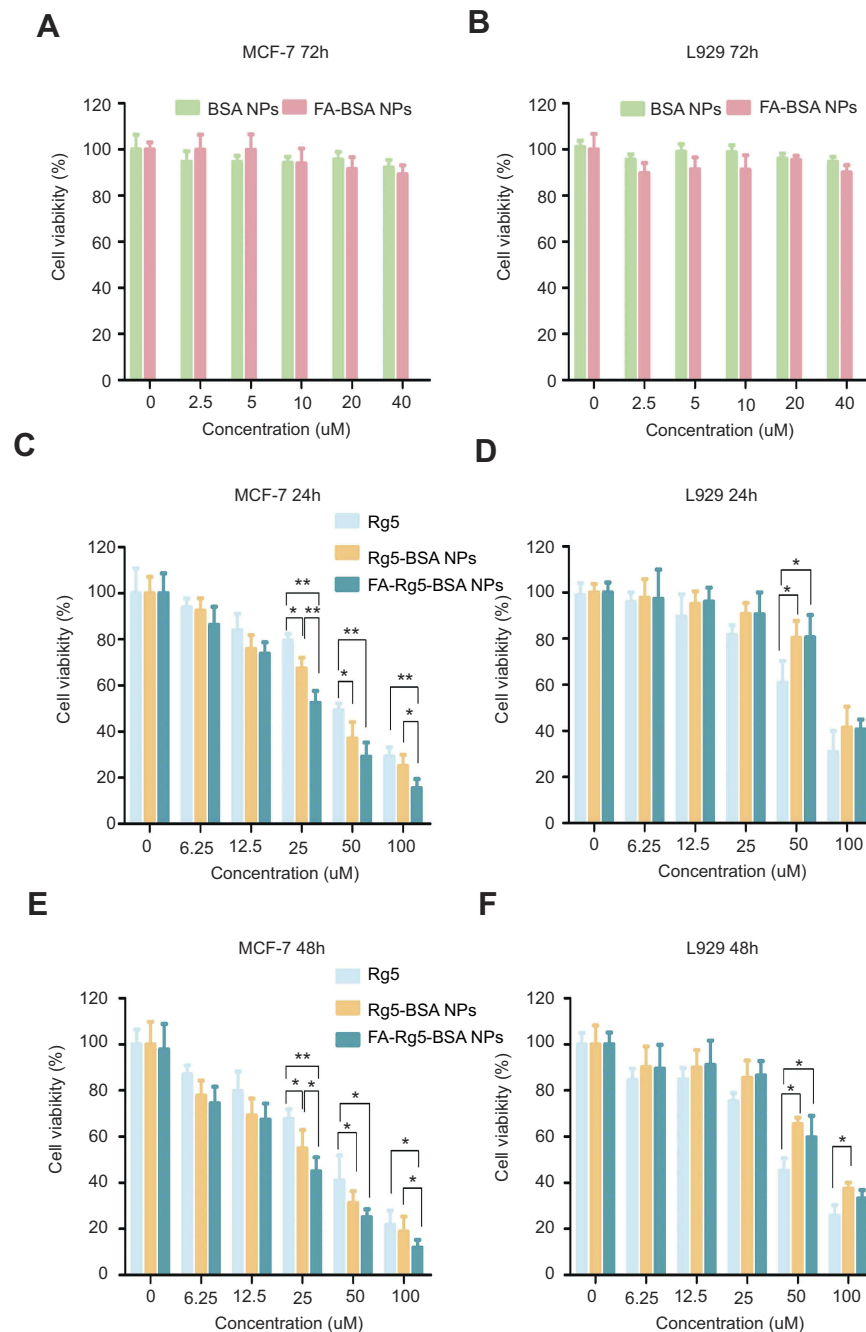 A
MCF-7 72h
BSA NPs FA-BSA NPs
Cell viabikity (%)
120
100
80
60
40
20
0
0 2.5 5 10 20 40
Concentration (uM)
B
L929 72h
BSA NPs FA-BSA NPs
Cell viabikity (%)
120
100
80
60
40
20
0
0 2.5 5 10 20 40
Concentration (uM)
C
MCF-7 24h
Rg5
Rg5-BSA NPs
FA-Rg5-BSA NPs
Cell viabikity (%)
120
100
80
60
40
20
0
**
* **
**
*
**
*
0 6.25 12.5 25 50 100
Concentration (uM)
D
L929 24h
Cell viabikity (%)
120
100
80
60
40
20
0
*
*
0 6.25 12.5 25 50 100
Concentration (uM)
E
MCF-7 48h
Rg5
Rg5-BSA NPs
FA-Rg5-BSA NPs
Cell viabikity (%)
120
100
80
60
40
20
0
**
* *
*
*
*
*
0 6.25 12.5 25 50 100
Concentration (uM)
F
L929 48h
Cell viabikity (%)
120
100
80
60
40
20
0
*
*
*
0 6.25 12.5 25 50 100
Concentration (uM)